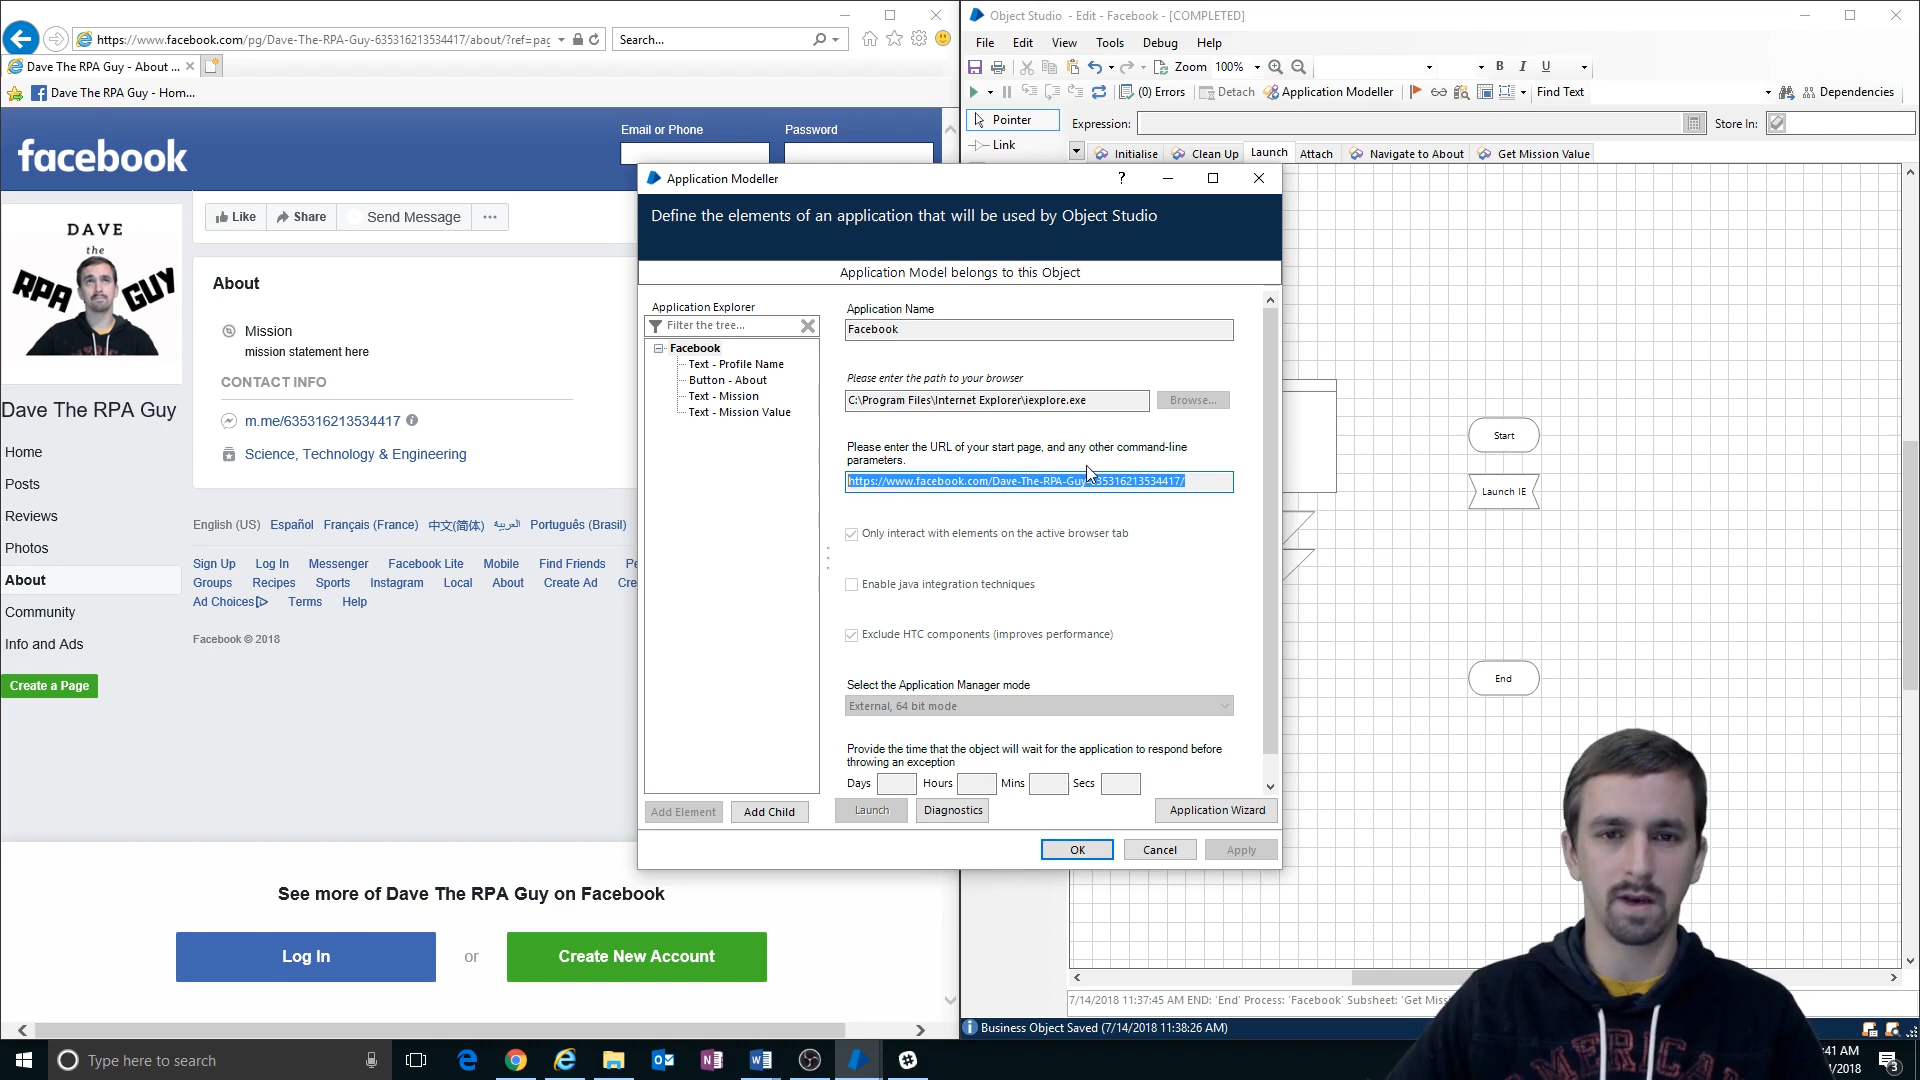 https://www.facebook.com/pg/Dave-The-RPA-Guy-635316213534417/about/?ref=pag
Search...
Dave The RPA Guy - About ...
Dave The RPA Guy - Hom...
facebook
Email or Phone
Password
Like
Share
Send Message
DAVE
the
RPA GUY
About
Mission
mission statement here
CONTACT INFO
m.me/635316213534417
Science, Technology & Engineering
Dave The RPA Guy
Home
Posts
Reviews
Photos
About
Community
Info and Ads
Create a Page
English (US) Español Français (France) 中文(简体) العربية Português (Brasil)
Sign Up Log In Messenger Facebook Lite Mobile Find Friends Pe
Groups Recipes Sports Instagram Local About Create Ad Cre
Ad Choices Terms Help
Facebook © 2018
See more of Dave The RPA Guy on Facebook
Log In
or
Create New Account
Object Studio - Edit - Facebook - [COMPLETED]
File Edit View Tools Debug Help
Zoom 100% B I U
(0) Errors Detach Application Modeller Find Text Dependencies
Pointer
Link
Expression:
Store In:
Initialise Clean Up Launch Attach Navigate to About Get Mission Value
Start
Launch IE
End
Application Modeller
Define the elements of an application that will be used by Object Studio
Application Model belongs to this Object
Application Explorer
Filter the tree...
Facebook
Text - Profile Name
Button - About
Text - Mission
Text - Mission Value
Add Element
Add Child
Application Name
Facebook
Please enter the path to your browser
C:\Program Files\Internet Explorer\iexplore.exe
Browse...
Please enter the URL of your start page, and any other command-line
parameters.
https://www.facebook.com/Dave-The-RPA-Guy-635316213534417/
Only interact with elements on the active browser tab
Enable java integration techniques
Exclude HTC components (improves performance)
Select the Application Manager mode
External, 64 bit mode
Provide the time that the object will wait for the application to respond before
throwing an exception
Days Hours Mins Secs
Launch
Diagnostics
Application Wizard
OK
Cancel
Apply
7/14/2018 11:37:45 AM END: 'End' Process: 'Facebook' Subsheet: 'Get Missi
Business Object Saved (7/14/2018 11:38:26 AM)
Type here to search
:41 AM
/2018
3